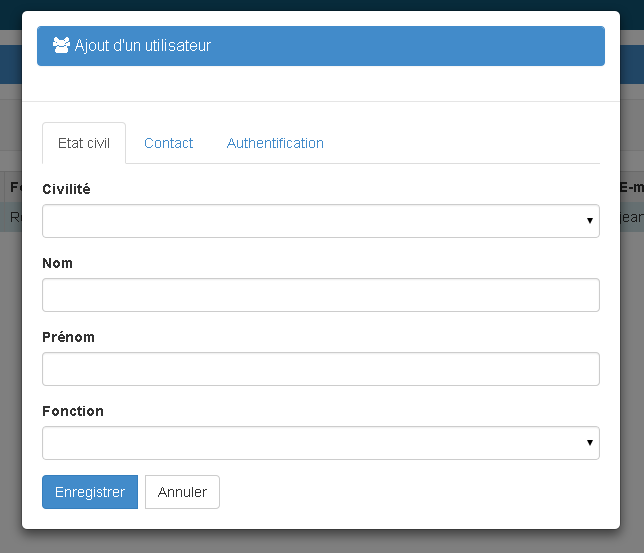 Ajout d'un utilisateur
Etat civil Contact Authentification
Civilité
Nom
Prénom
Fonction
Enregistrer Annuler